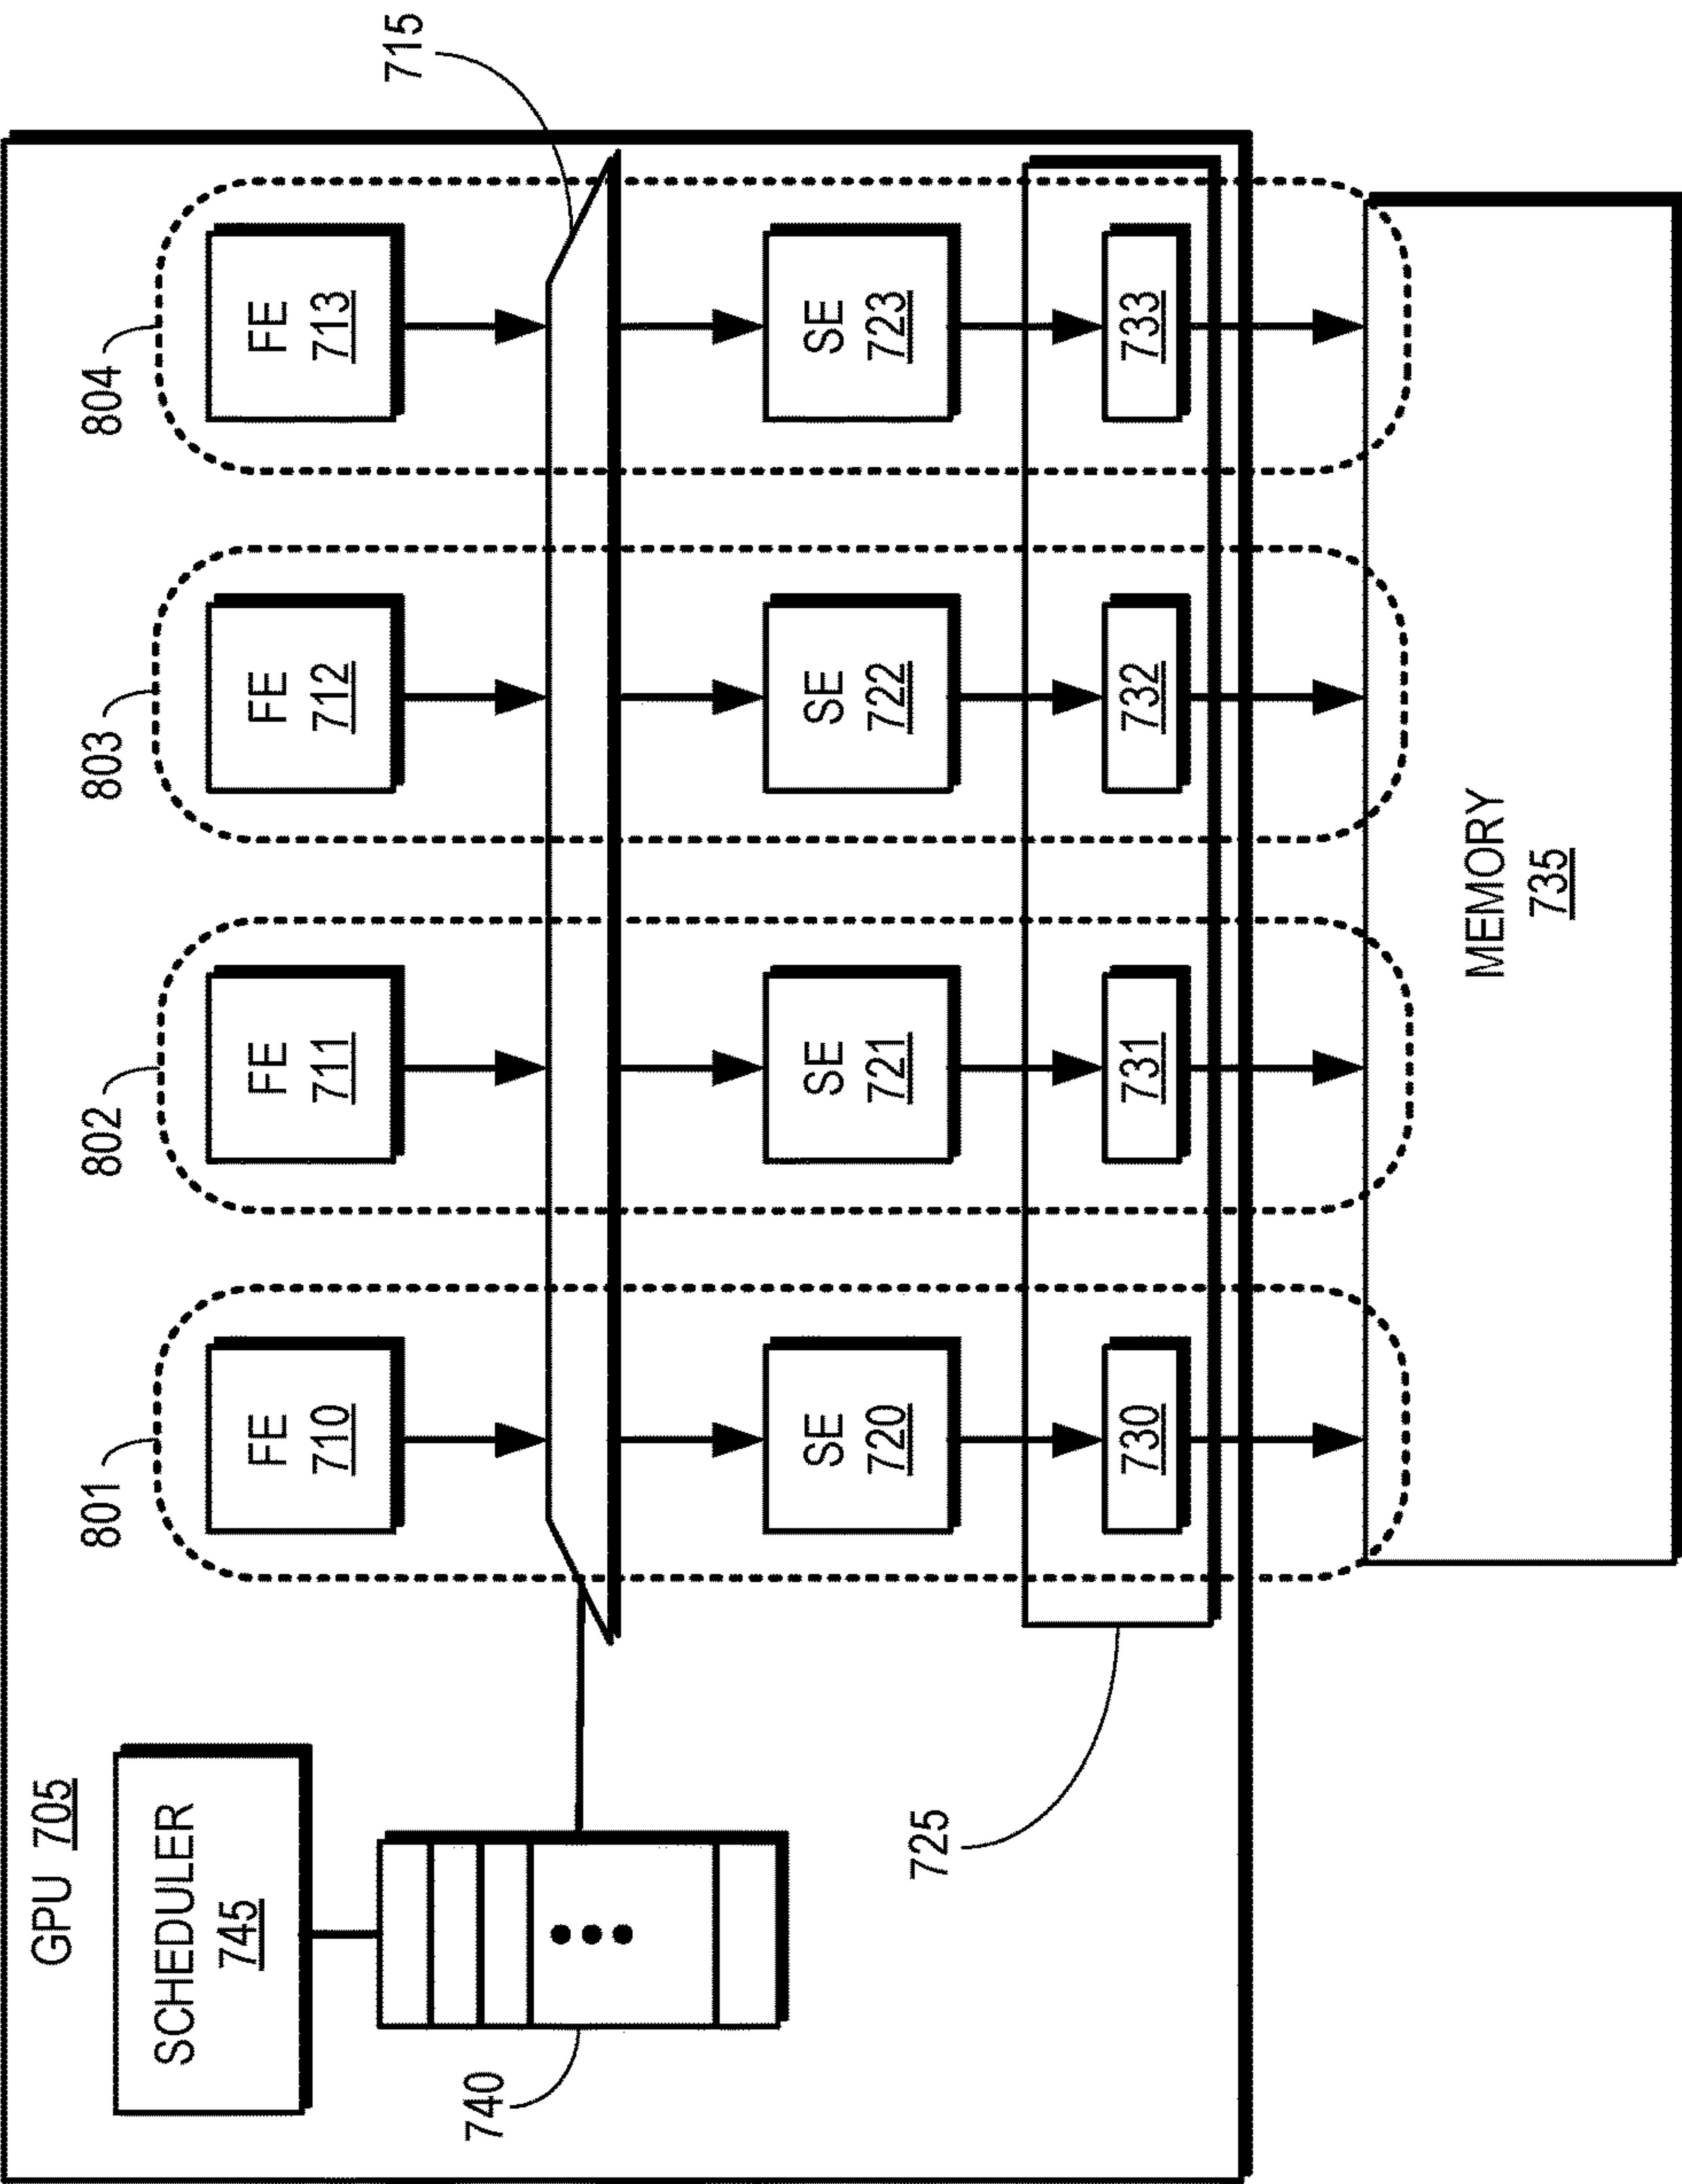 GPU 705
801
802
803
804
715
SCHEDULER
745
FE
710
FE
711
FE
712
FE
713
740
SE
720
SE
721
SE
722
SE
723
725
730
731
732
733
MEMORY
735